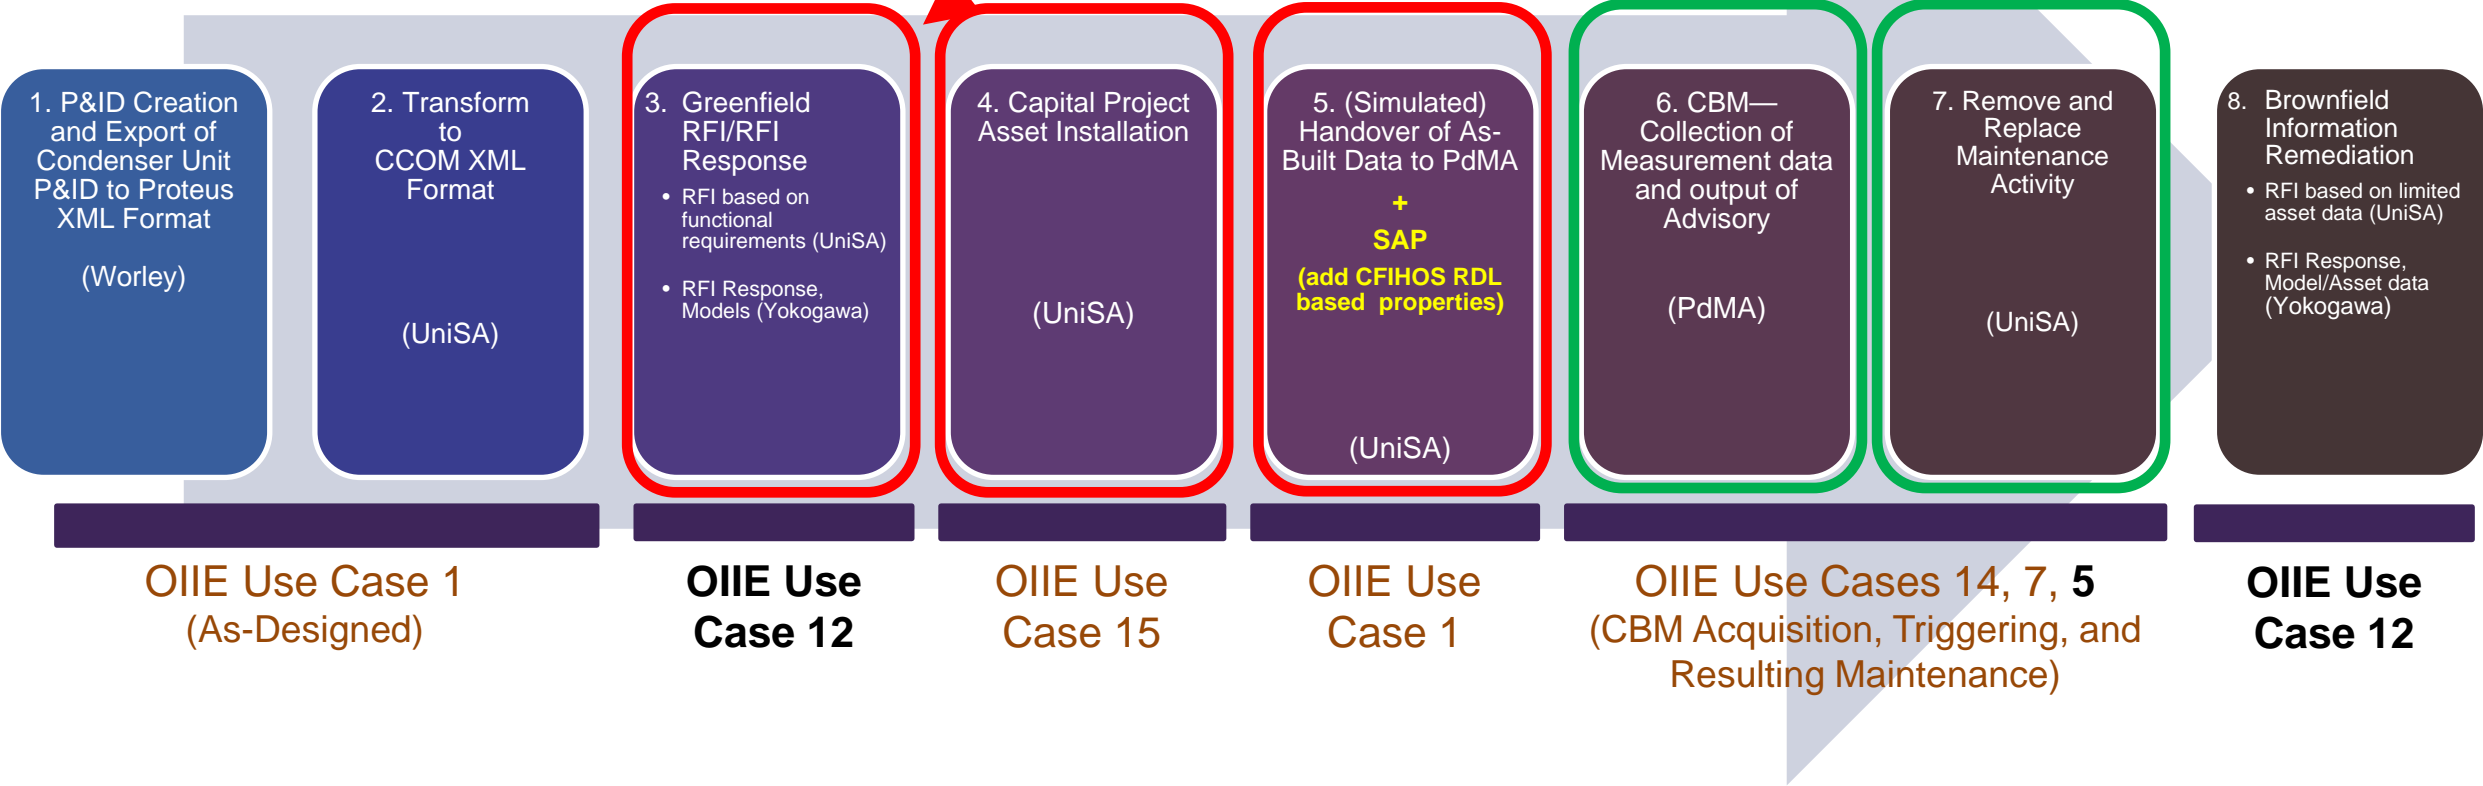 1. P&ID Creation
and Export of
Condenser Unit
P&ID to Proteus
XML Format
(Worley)
2. Transform
to
CCOM XML
Format
(UniSA)
3. Greenfield
RFI/RFI
Response
• RFI based on
functional
requirements (UniSA)
• RFI Response,
Models (Yokogawa)
4. Capital Project
Asset Installation
(UniSA)
5. (Simulated)
Handover of As-
Built Data to PdMA
+
SAP
(add CFIHOS RDL
based properties)
(UniSA)
6. CBM—
Collection of
Measurement data
and output of
Advisory
(PdMA)
7. Remove and
Replace
Maintenance
Activity
(UniSA)
8. Brownfield
Information
Remediation
• RFI based on limited
asset data (UniSA)
• RFI Response,
Model/Asset data
(Yokogawa)
OIIE Use Case 1
(As-Designed)
OIIE Use
Case 12
OIIE Use
Case 15
OIIE Use
Case 1
OIIE Use Cases 14, 7, 5
(CBM Acquisition, Triggering, and
Resulting Maintenance)
OIIE Use
Case 12